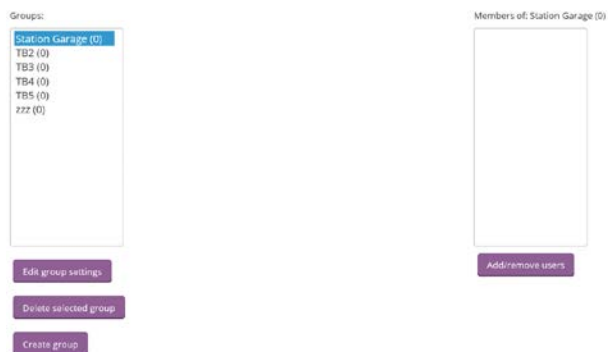 Groups:
Station Garage (0)
TB2 (0)
TB3 (0)
TB4 (0)
TB5 (0)
zzz (0)
Edit group settings
Delete selected group
Create group
Members of: Station Garage (0)
Add/remove users